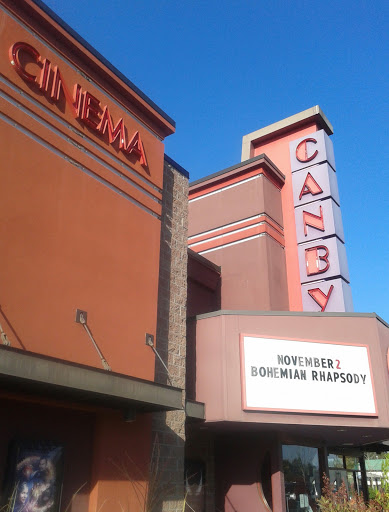 CINEMA
CANBY
NOVEMBER 2
BOHEMIAN RHAPSODY